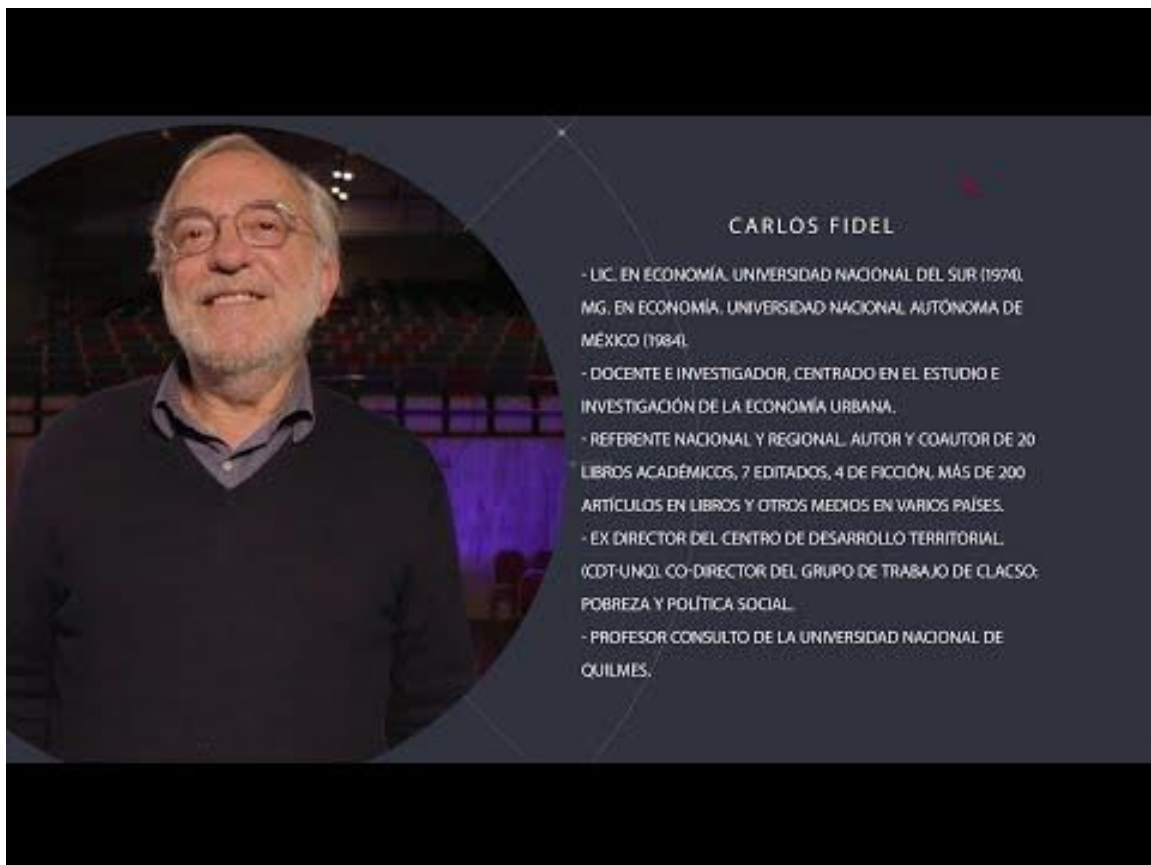 CARLOS FIDEL
- LIC. EN ECONOMÍA. UNIVERSIDAD NACIONAL DEL SUR (1974).
MG. EN ECONOMÍA. UNIVERSIDAD NACIONAL AUTÓNOMA DE
MÉXICO (1984).
- DOCENTE E INVESTIGADOR, CENTRADO EN EL ESTUDIO E
INVESTIGACIÓN DE LA ECONOMÍA URBANA.
- REFERENTE NACIONAL Y REGIONAL. AUTOR Y COAUTOR DE 20
LIBROS ACADÉMICOS, 7 EDITADOS, 4 DE FICCIÓN, MÁS DE 200
ARTÍCULOS EN LIBROS Y OTROS MEDIOS EN VARIOS PAÍSES.
- EX DIRECTOR DEL CENTRO DE DESARROLLO TERRITORIAL.
(CDT-UNQ). CO-DIRECTOR DEL GRUPO DE TRABAJO DE CLACSO:
POBREZA Y POLÍTICA SOCIAL.
- PROFESOR CONSULTO DE LA UNIVERSIDAD NACIONAL DE
QUILMES.